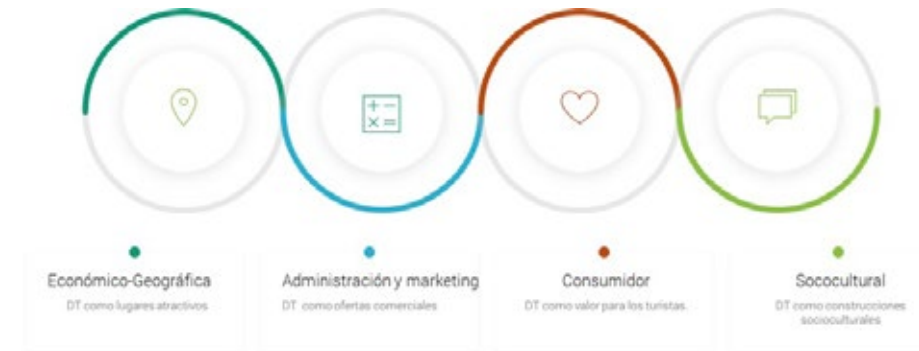 Económico-Geográfica
DT como lugares atractivos.
Administración y marketing
DT como ofertas comerciales
Consumidor
DT como valor para los turistas.
Sococultural
DT como construcciones
socioculturales